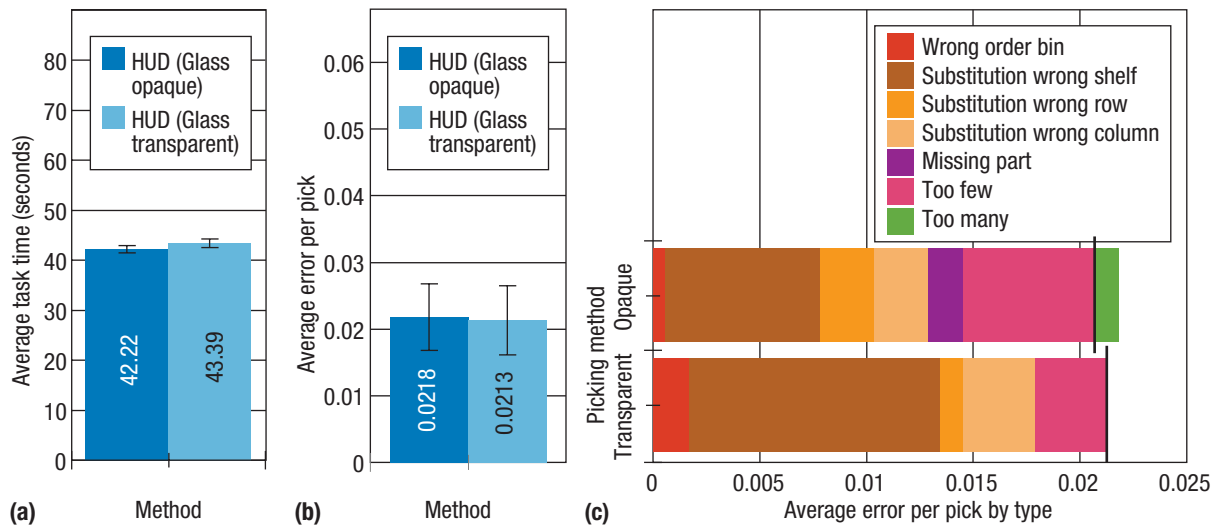 Average task time (seconds)
80
70
60
50
40
30
20
10
0
HUD (Glass
opaque)
HUD (Glass
transparent)
42.22
43.39
(a)
Method
Average error per pick
0.06
0.05
0.04
0.03
0.02
0.01
0
HUD (Glass
opaque)
HUD (Glass
transparent)
0.0218
0.0213
(b)
Method
Wrong order bin
Substitution wrong shelf
Substitution wrong row
Substitution wrong column
Missing part
Too few
Too many
Picking method
Opaque
Transparent
0
0.005
0.01
0.015
0.02
0.025
(c)
Average error per pick by type